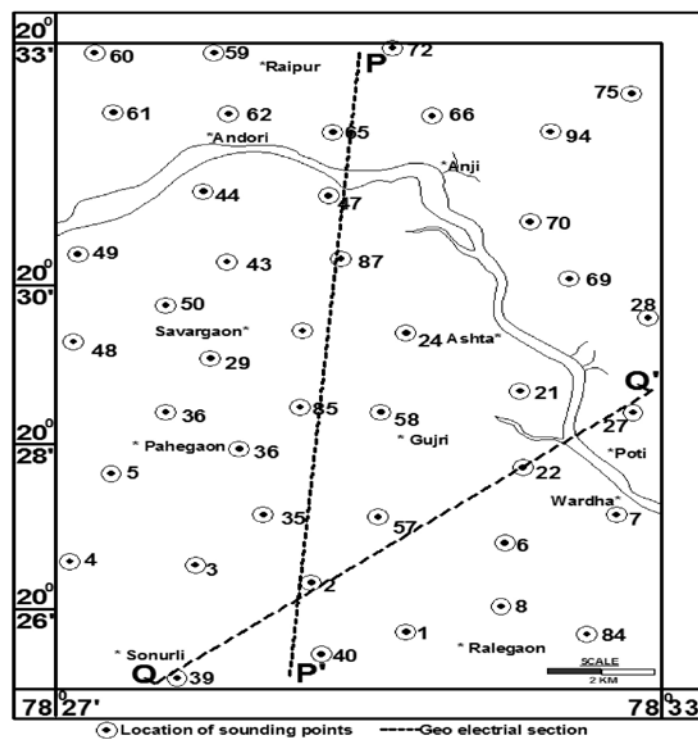 20°
33'
60
59
72
*Raipur
P
75
61
62
65
66
94
*Andori
*Anji
44
47
70
49
43
87
69
20°
30'
50
28
Savargaon*
24
Ashta*
48
29
Q'
21
36
85
58
27
20°
28'
*Pahegaon
36
*Gujri
*Poti
5
22
Wardha*
35
57
7
4
3
6
2
20°
26'
8
1
84
* Sonurli
40
* Ralegaon
Q
39
P'
SCALE
2 KM
78°27'
78°33
Location of sounding points
Geo electrial section